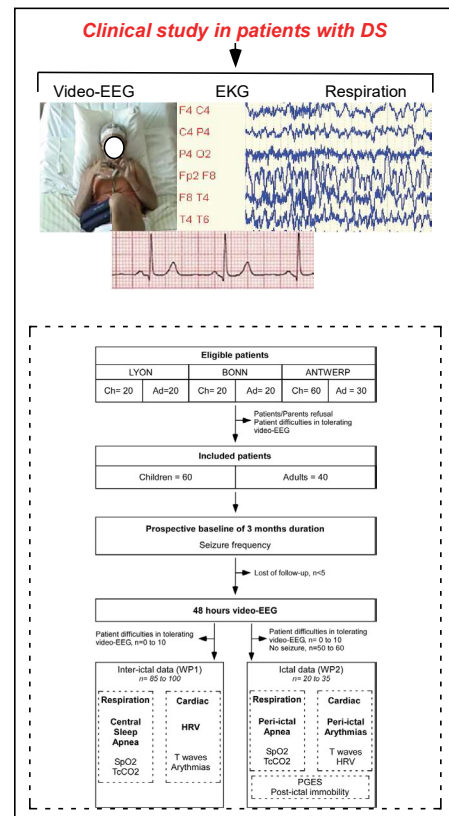 Clinical study in patients with DS
Video-EEG EKG Respiration
F4 C4
C4 P4
P4 O2
Fp2 F8
F8 T4
T4 T6
Eligible patients
LYON BONN ANTWERP
Ch= 20 Ad=20 Ch= 20 Ad= 20 Ch= 60 Ad = 30
Patients/Parents refusal
Patient difficulties in tolerating
video-EEG
Included patients
Children = 60 Adults = 40
Prospective baseline of 3 months duration
Seizure frequency
Lost of follow-up, n<5
48 hours video-EEG
Patient difficulties in tolerating
video-EEG, n=0 to 10
Patient difficulties in tolerating
video-EEG, n= 0 to 10
No seizure, n=50 to 60
Inter-ictal data (WP1)
n= 85 to 100
Respiration
Central
Sleep
Apnea
SpO2
TcCO2
Cardiac
HRV
T waves
Arythmias
Ictal data (WP2)
n= 20 to 35
Respiration
Peri-ictal
Apnea
SpO2
TcCO2
Cardiac
Peri-ictal
Arythmias
T waves
HRV
PGES
Post-ictal immobility